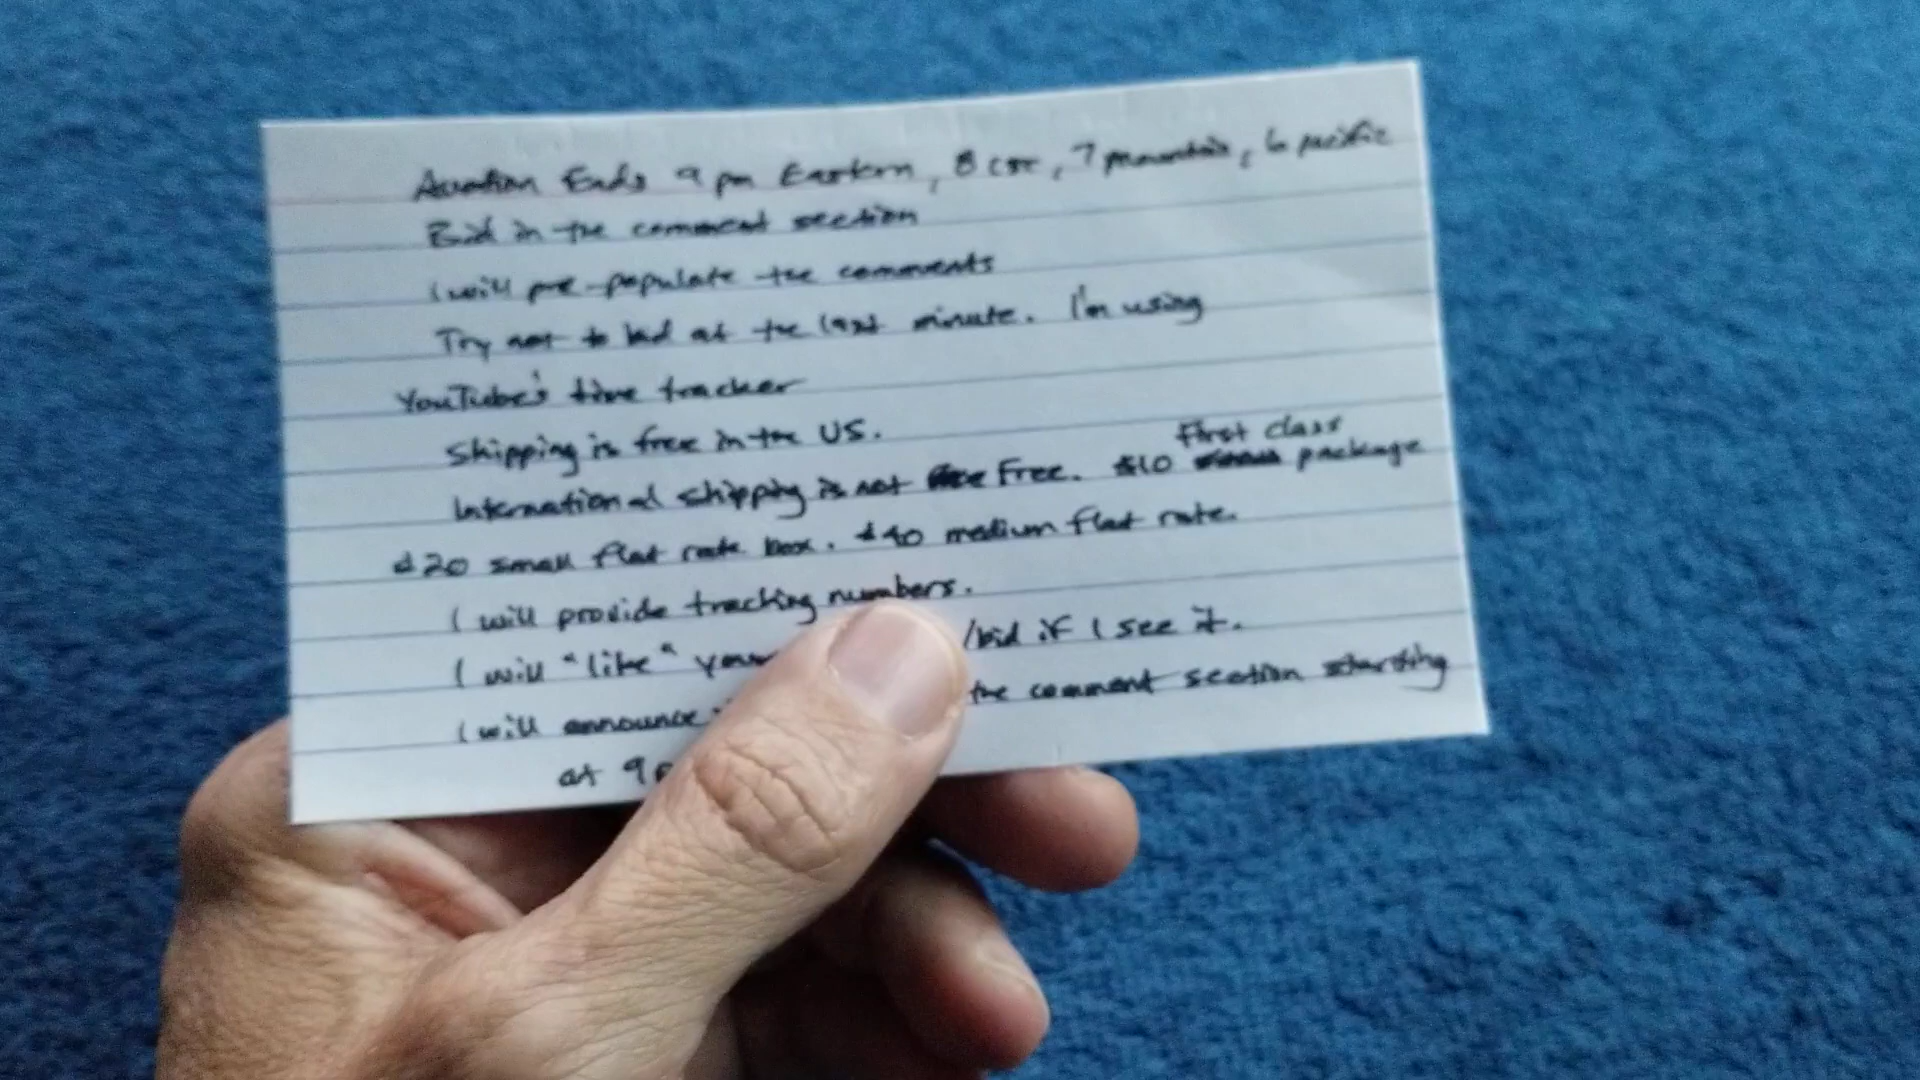 Auction Ends 9 pm Eastern, 8 cst, 7 mountain, 6 pacific
Bid in the comment section
I will pre-populate the comments
Try not to bid at the last minute. I'm using
YouTube's time tracker
Shipping is free in the US.
First class
International shipping is not Free. $10 package
$20 small flat rate box. $40 medium flat rate.
I will provide tracking numbers.
I will "like" your /bid if I see it.
I will announce the comment section starting
at 9